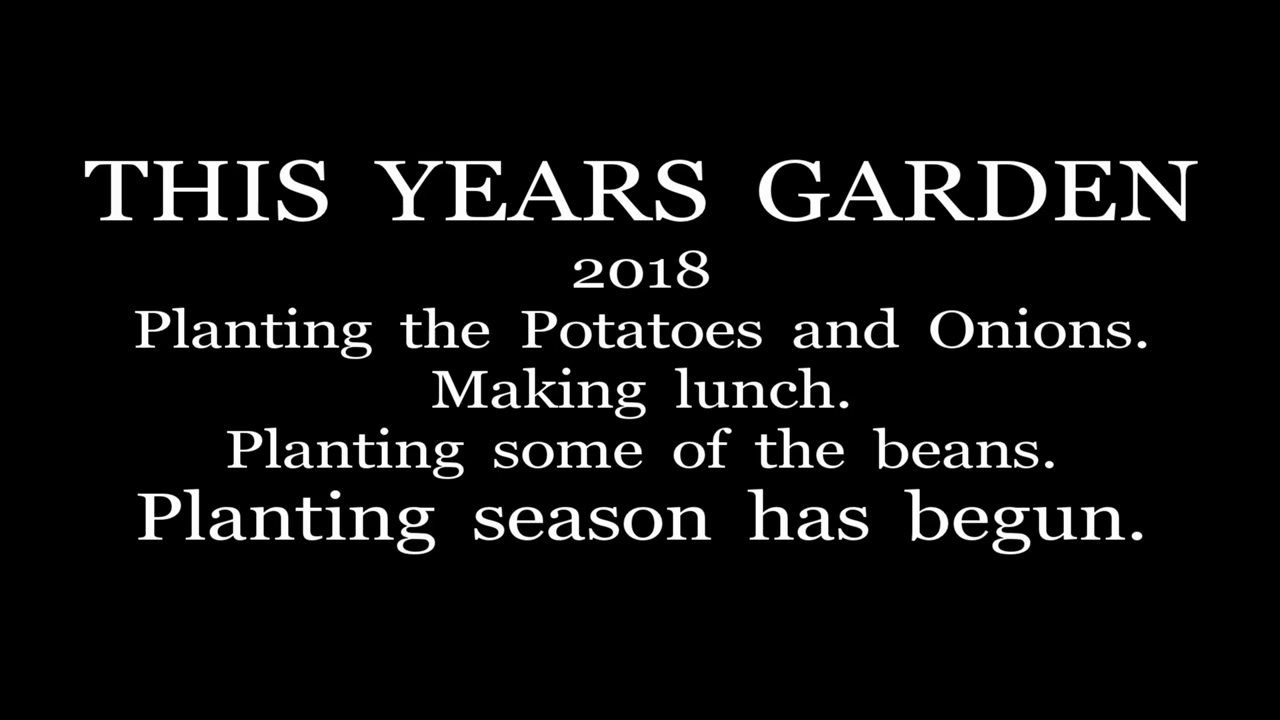 THIS YEARS GARDEN
2018
Planting the Potatoes and Onions.
Making lunch.
Planting some of the beans.
Planting season has begun.